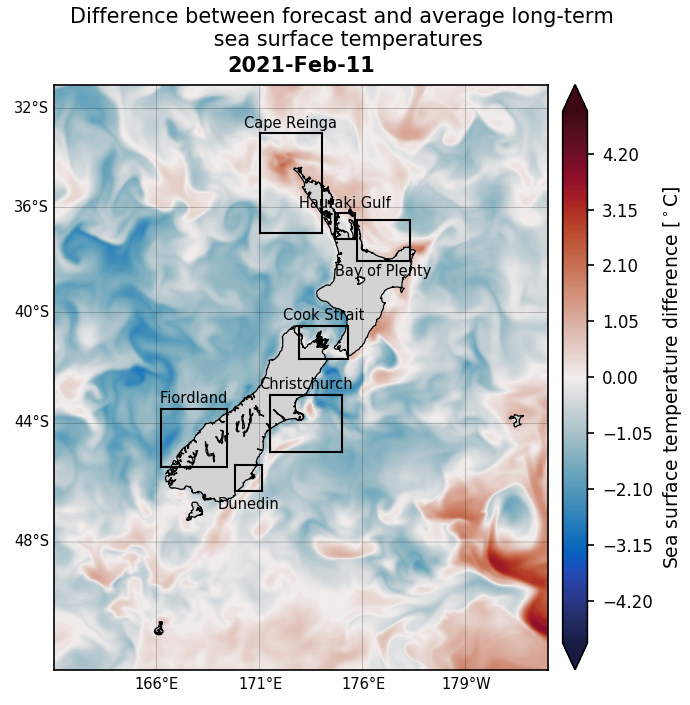 Difference between forecast and average long-term
sea surface temperatures
2021-Feb-11
32°S
36°S
40°S
44°S
48°S
Cape Reinga
Hauraki Gulf
Bay of Plenty
Cook Strait
Christchurch
Fiordland
Dunedin
166°E
171°E
176°E
179°W
4.20
3.15
2.10
1.05
0.00
−1.05
−2.10
−3.15
−4.20
Sea surface temperature difference [ °C]